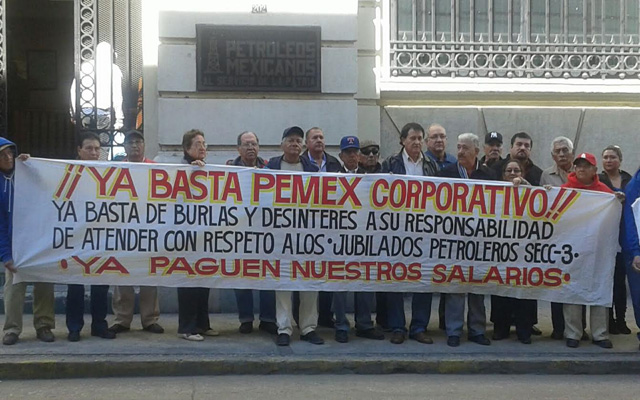 PETROLEOS
MEXICANOS
¡¡YA BASTA PEMEX CORPORATIVO!!
YA BASTA DE BURLAS Y DESINTERES A SU RESPONSABILIDAD
DE ATENDER CON RESPETO A LOS • JUBILADOS PETROLEROS SECC-3 •
• YA PAGUEN NUESTROS SALARIOS •